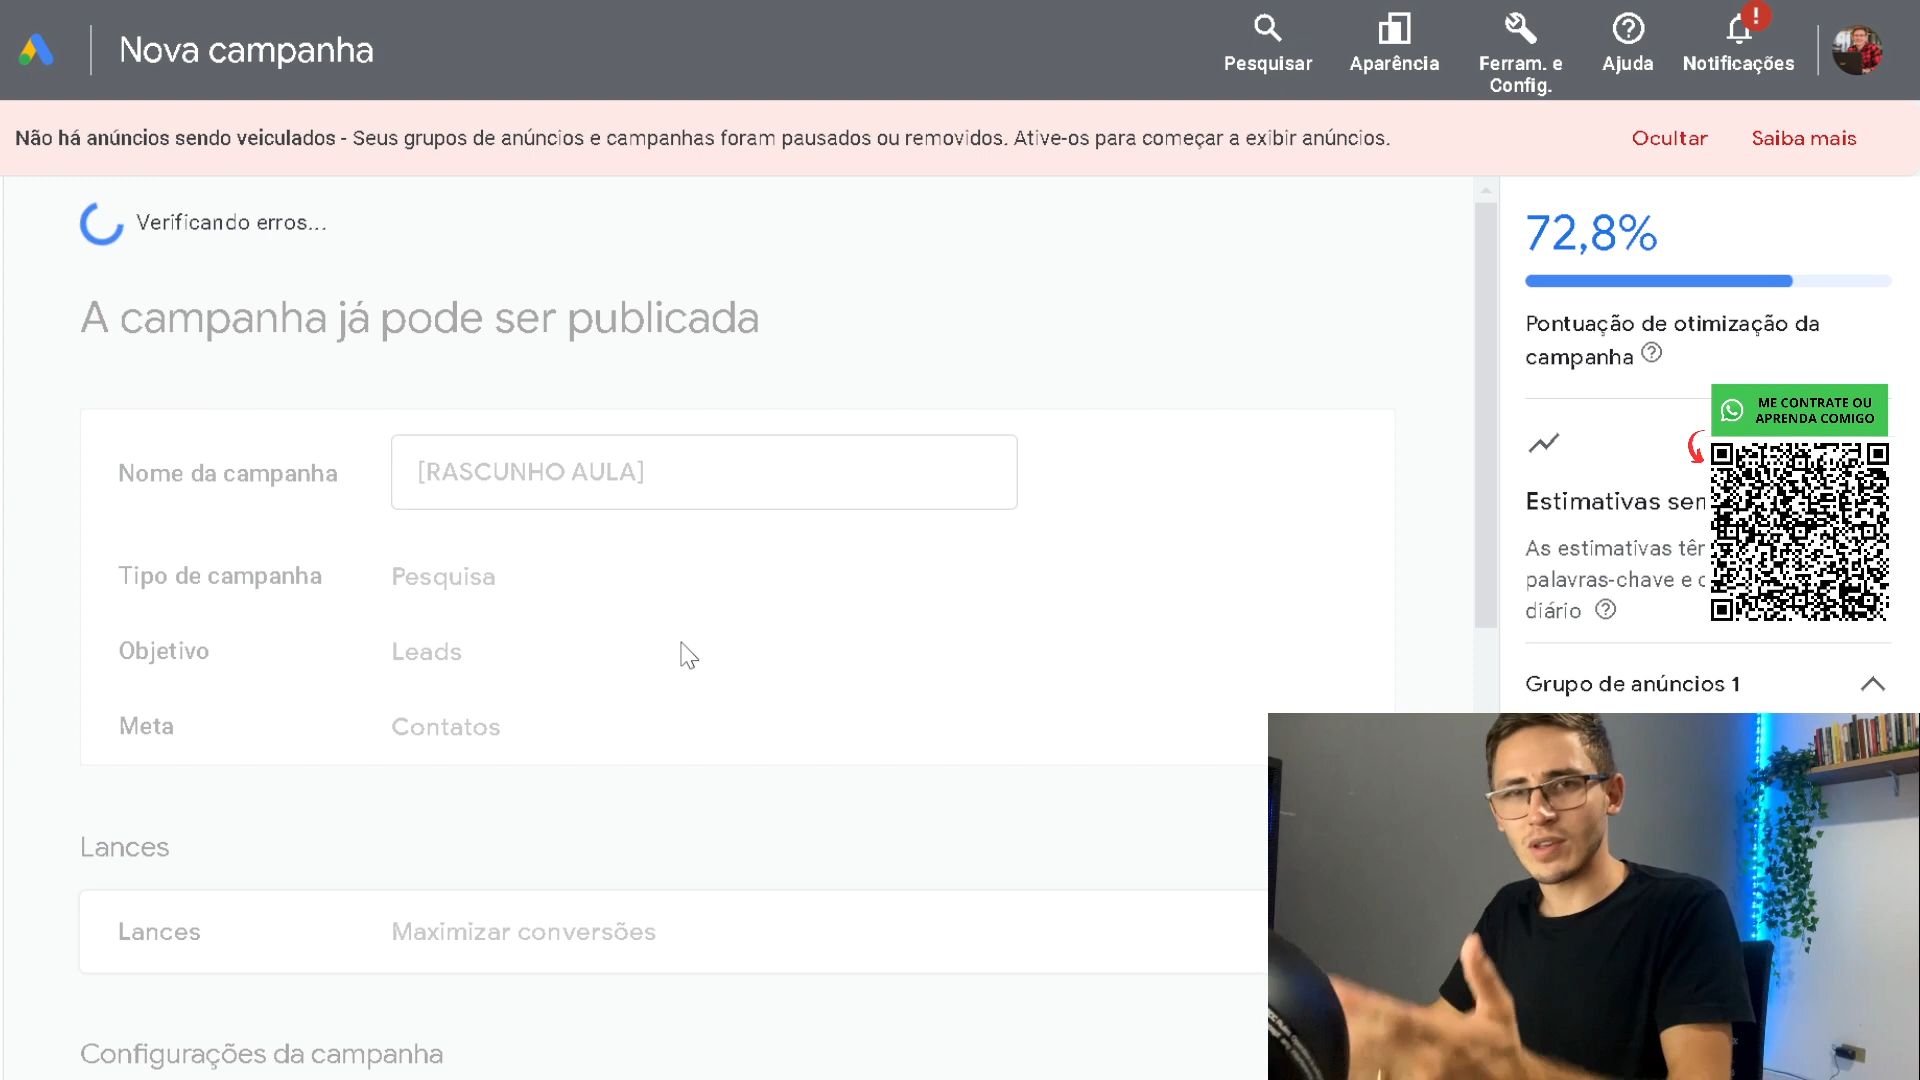 Nova campanha
Pesquisar
Aparência
Ferram. e
Config.
Ajuda
!
Notificações
Não há anúncios sendo veiculados - Seus grupos de anúncios e campanhas foram pausados ou removidos. Ative-os para começar a exibir anúncios.
Ocultar
Saiba mais
Verificando erros...
A campanha já pode ser publicada
Nome da campanha
[RASCUNHO AULA]
Tipo de campanha
Pesquisa
Objetivo
Leads
Meta
Contatos
Lances
Lances
Maximizar conversões
Configurações da campanha
72,8%
Pontuação de otimização da
campanha
ME CONTRATE OU
APRENDA COMIGO
Estimativas
As estimativas
palavras-chave e
diário
Grupo de anúncios 1